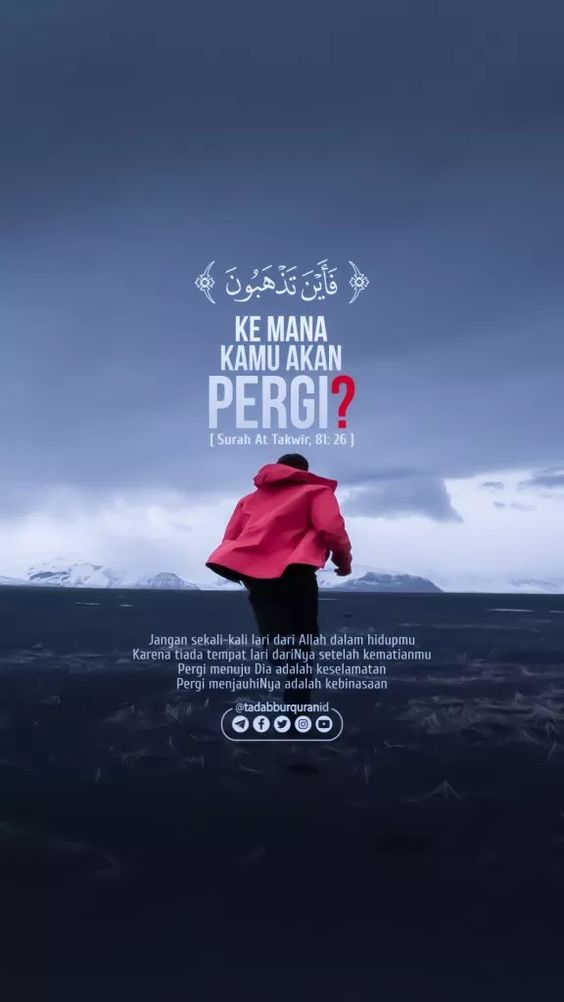 فَأَيْنَ تَذْهَبُونَ
KE MANA
KAMU AKAN
PERGI?
[ Surah At Takwir, 81: 26 ]
Jangan sekali-kali lari dari Allah dalam hidupmu
Karena tiada tempat lari dariNya setelah kematianmu
Pergi menuju Dia adalah keselamatan
Pergi menjauhiNya adalah kebinasaan
@tadabburquranid